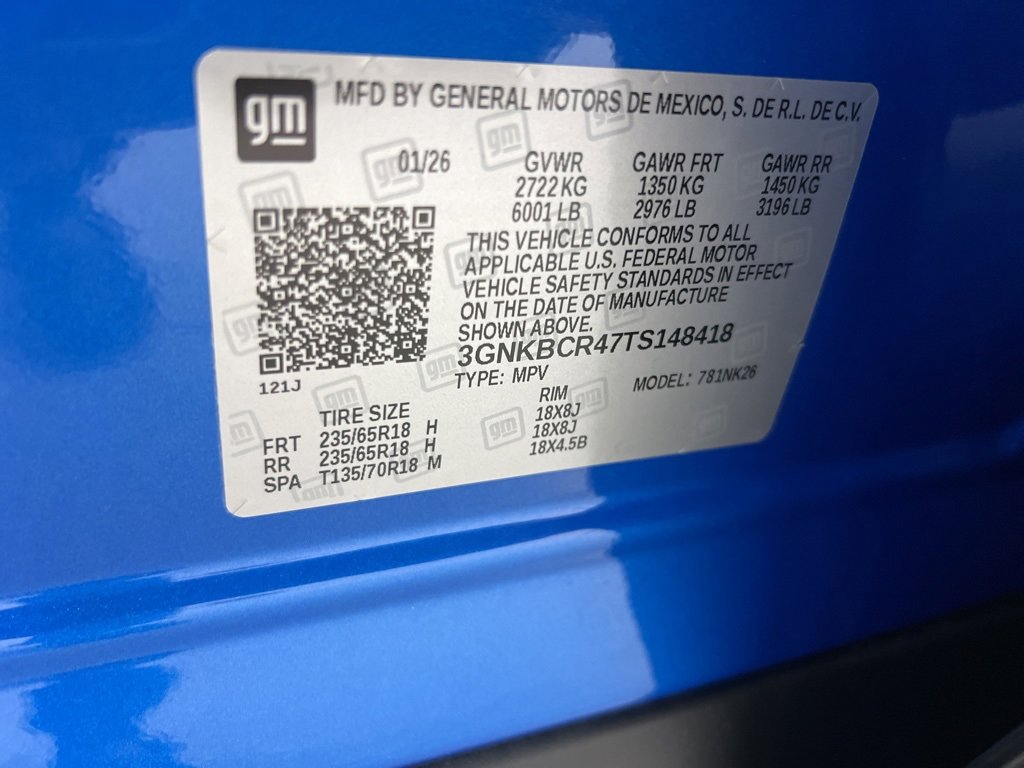 gm
MFD BY GENERAL MOTORS DE MEXICO, S. DE R.L. DE C.V.
01/26 GVWR GAWR FRT GAWR RR
2722 KG 1350 KG 1450 KG
6001 LB 2976 LB 3196 LB
THIS VEHICLE CONFORMS TO ALL
APPLICABLE U.S. FEDERAL MOTOR
VEHICLE SAFETY STANDARDS IN EFFECT
ON THE DATE OF MANUFACTURE
SHOWN ABOVE.
3GNKBCR47TS148418
TYPE: MPV MODEL: 781NK26
121J
TIRE SIZE RIM
FRT 235/65R18 H 18X8J
RR 235/65R18 H 18X8J
SPA T135/70R18 M 18X4.5B